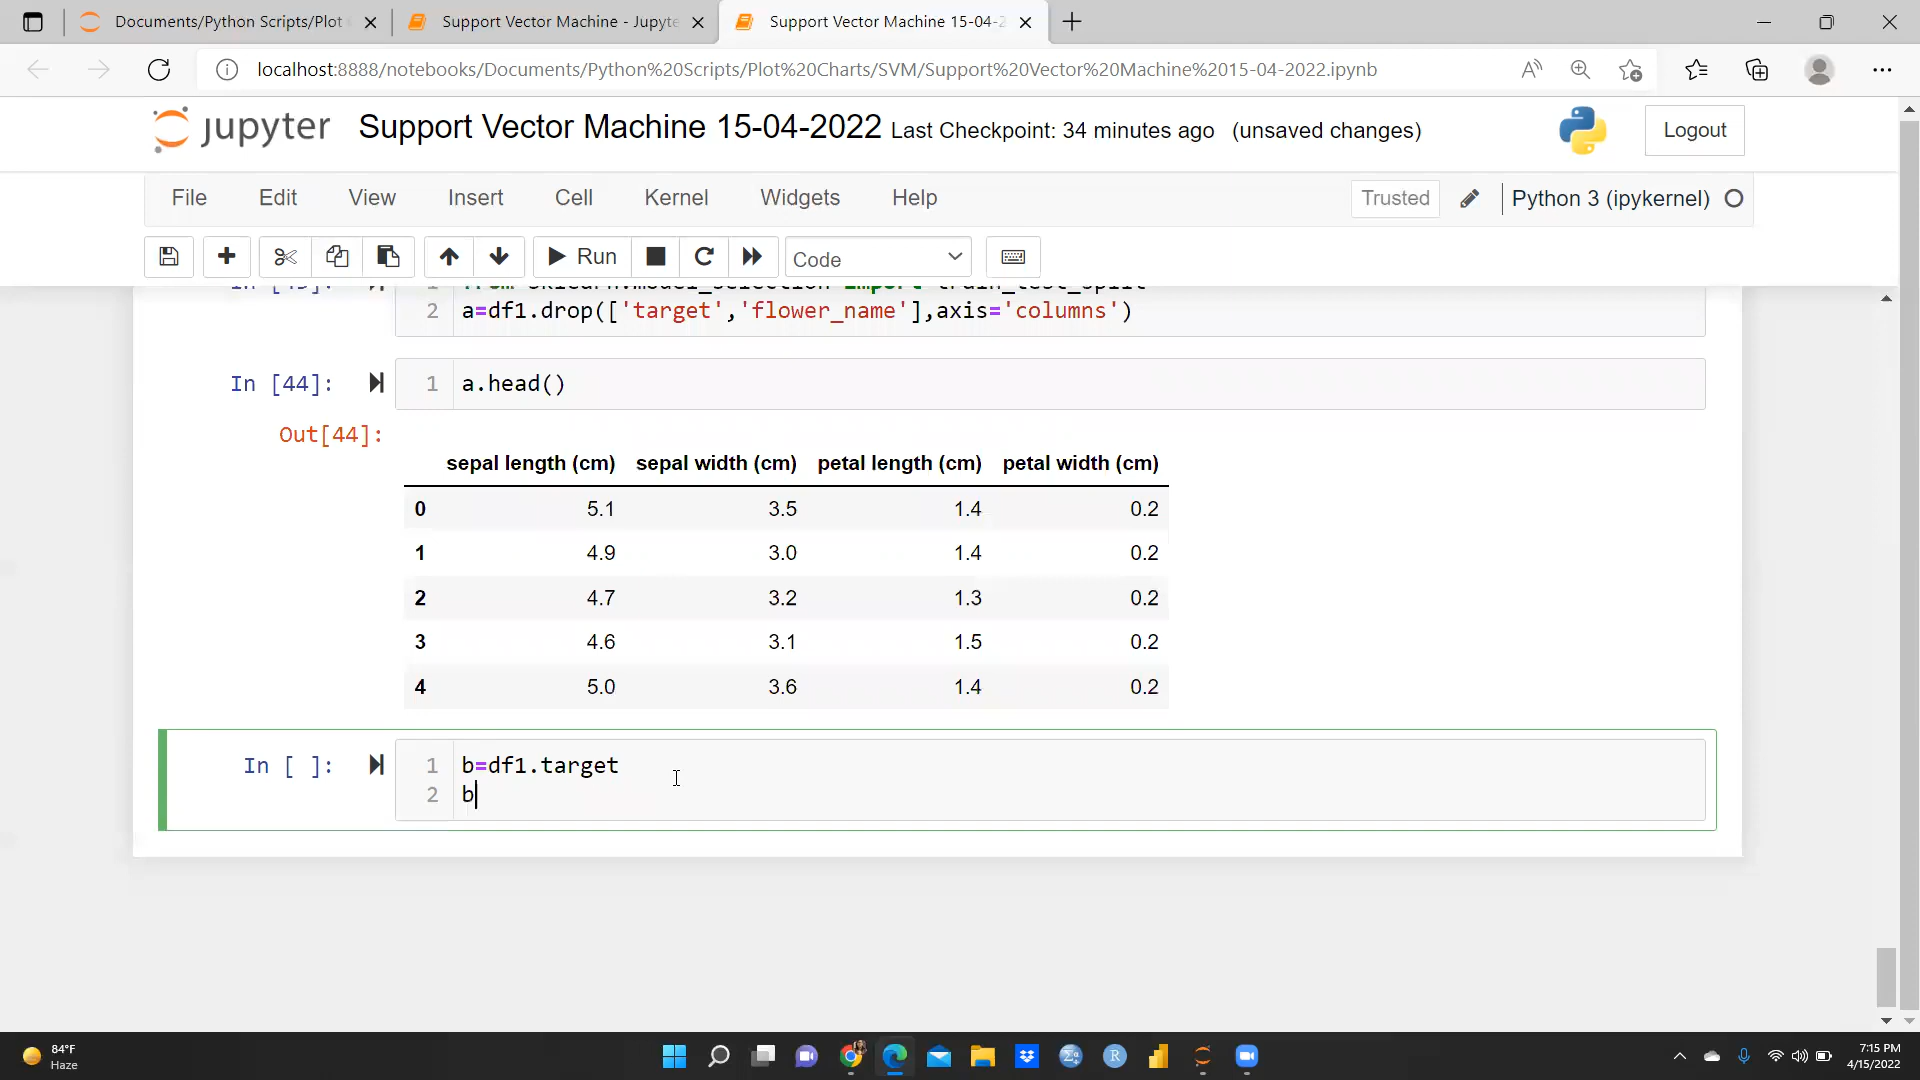 Documents/Python Scripts/Plot
Support Vector Machine - Jupyte
Support Vector Machine 15-04-2
localhost:8888/notebooks/Documents/Python%20Scripts/Plot%20Charts/SVM/Support%20Vector%20Machine%2015-04-2022.ipynb
jupyter Support Vector Machine 15-04-2022 Last Checkpoint: 34 minutes ago (unsaved changes)
Logout
File Edit View Insert Cell Kernel Widgets Help
Trusted
Python 3 (ipykernel)
Run
Code
from sklearn.model_selection import train_test_split
2 a=df1.drop(['target','flower_name'],axis='columns')
In [44]: 1 a.head()
Out[44]:
sepal length (cm) sepal width (cm) petal length (cm) petal width (cm)
0 5.1 3.5 1.4 0.2
1 4.9 3.0 1.4 0.2
2 4.7 3.2 1.3 0.2
3 4.6 3.1 1.5 0.2
4 5.0 3.6 1.4 0.2
In [ ]: 1 b=df1.target
2 b
84°F
Haze
7:15 PM
4/15/2022